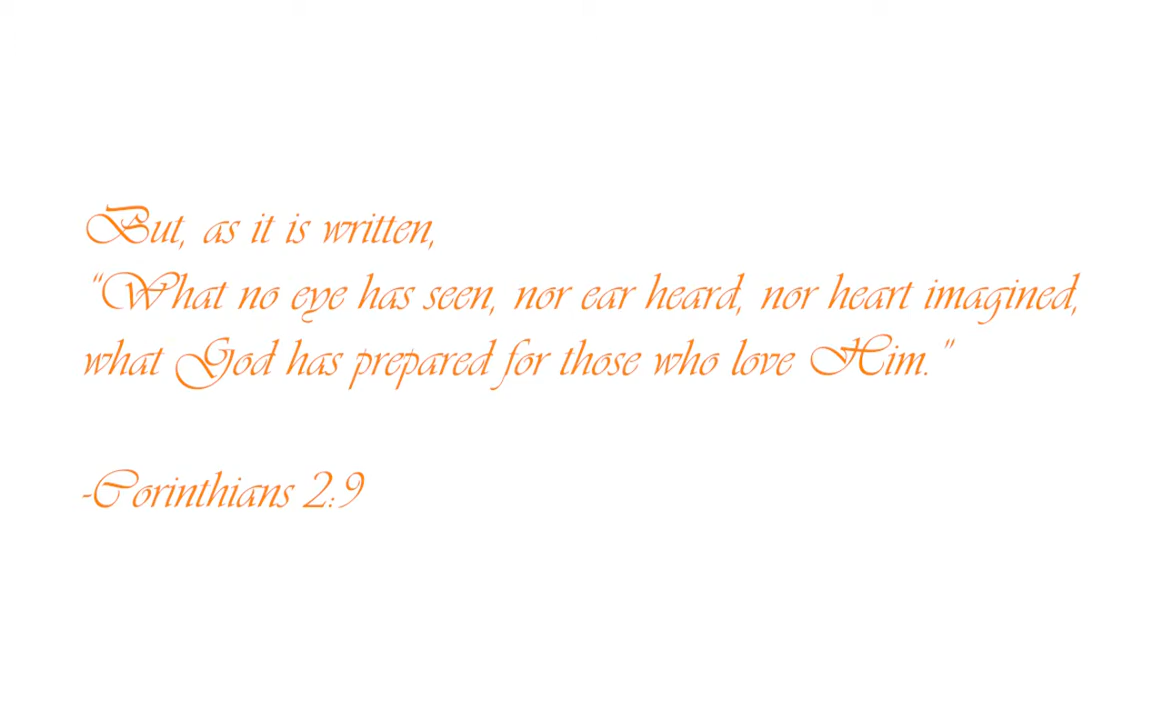 But, as it is written,
“What no eye has seen, nor ear heard, nor heart imagined,
what God has prepared for those who love Him.”
-Corinthians 2:9